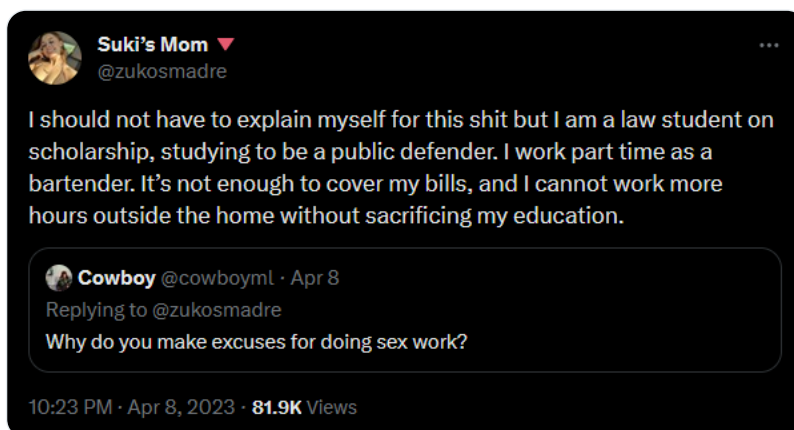 Suki’s Mom 🔻
@zukosmadre
I should not have to explain myself for this shit but I am a law student on
scholarship, studying to be a public defender. I work part time as a
bartender. It’s not enough to cover my bills, and I cannot work more
hours outside the home without sacrificing my education.
Cowboy @cowboyml · Apr 8
Replying to @zukosmadre
Why do you make excuses for doing sex work?
10:23 PM · Apr 8, 2023 · 81.9K Views